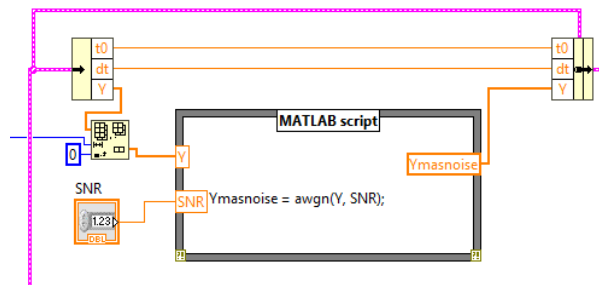 t0
dt
Y
t0
dt
Y
MATLAB script
0
Y
Ymasnoise
SNR
SNR
Ymasnoise = awgn(Y, SNR);
1.23
DBL
?!
?!